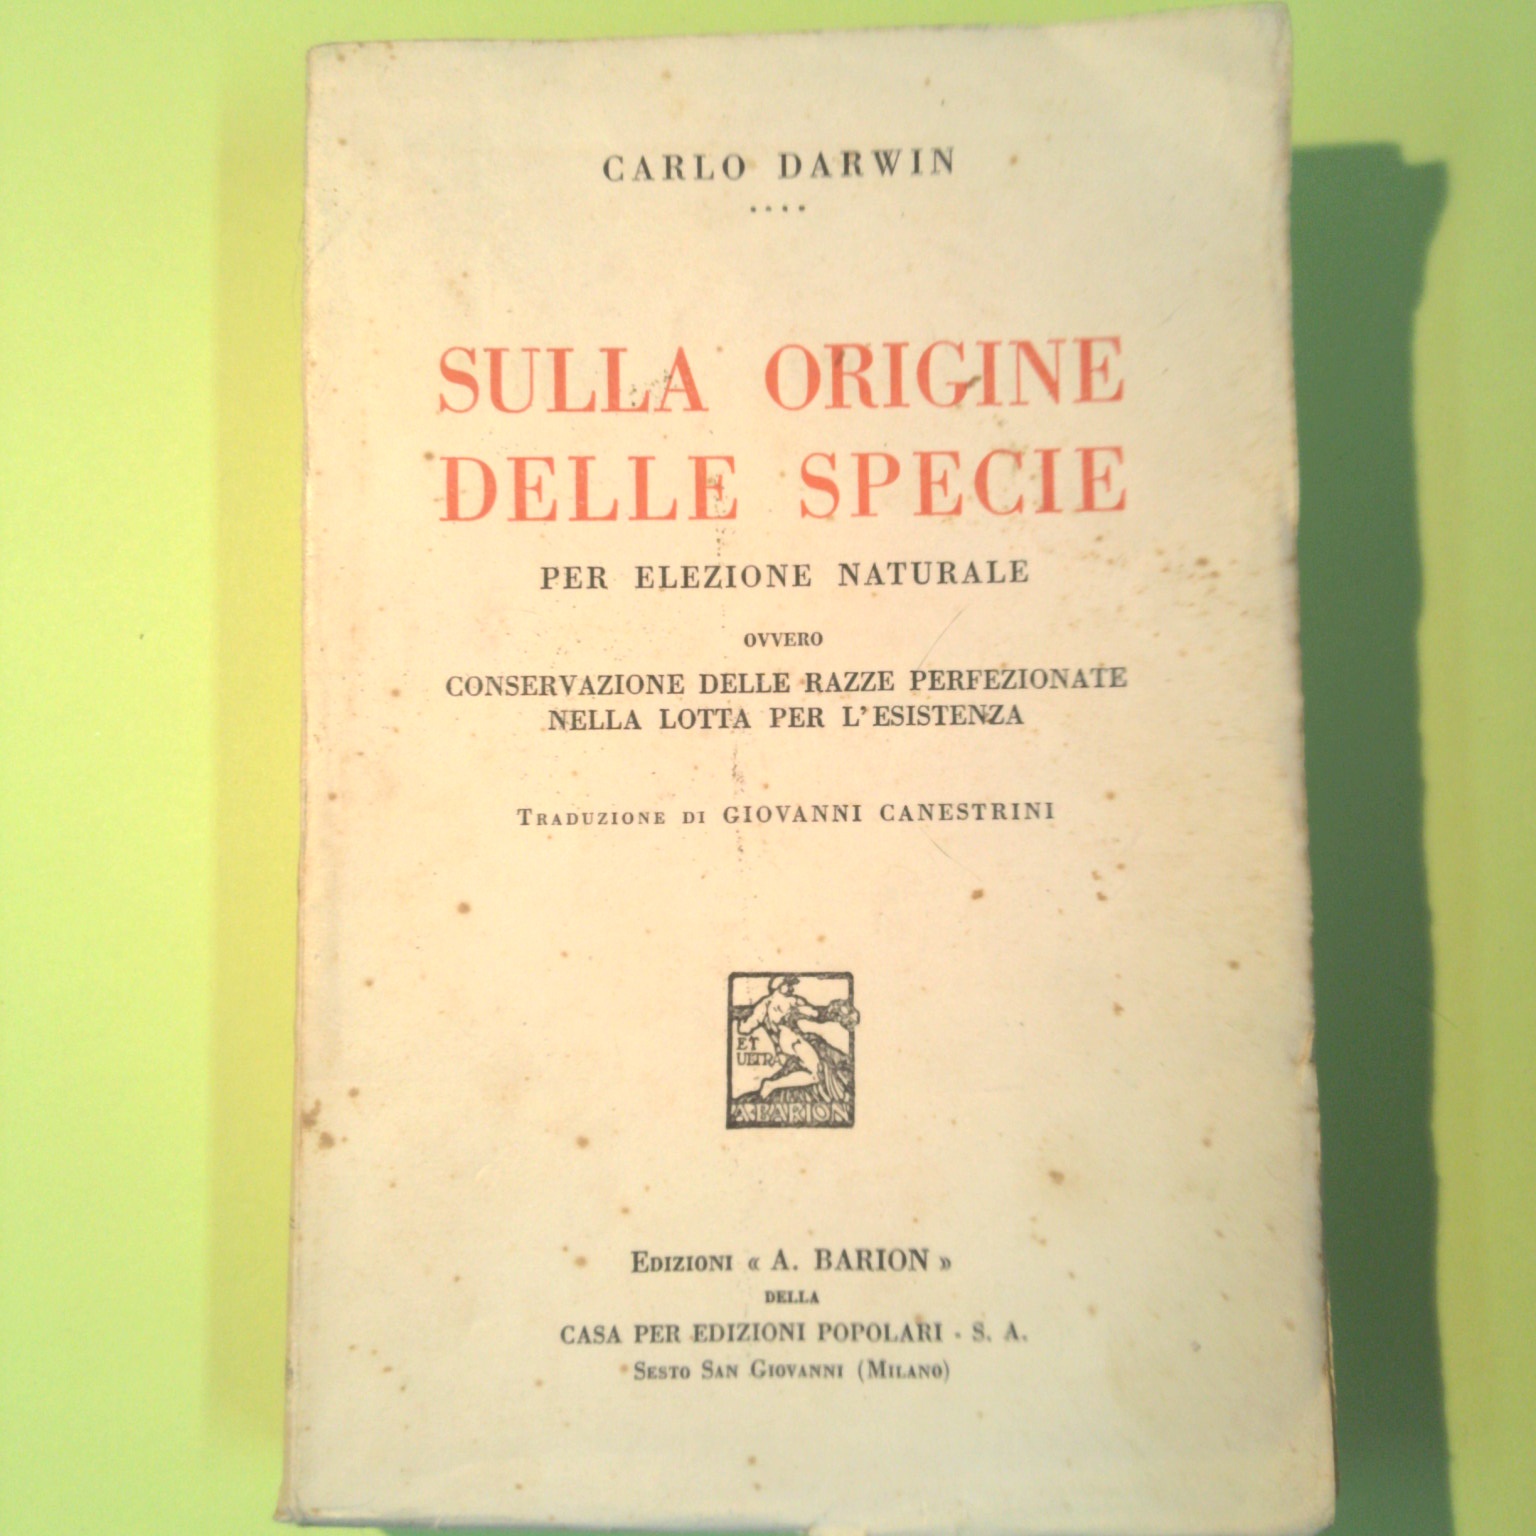 CARLO DARWIN
SULLA ORIGINE
DELLE SPECIE
PER ELEZIONE NATURALE
OVVERO
CONSERVAZIONE DELLE RAZZE PERFEZIONATE
NELLA LOTTA PER L'ESISTENZA
TRADUZIONE DI GIOVANNI CANESTRINI
ET
ULTRA
A·BARION
EDIZIONI « A. BARION »
DELLA
CASA PER EDIZIONI POPOLARI - S. A.
SESTO SAN GIOVANNI (MILANO)